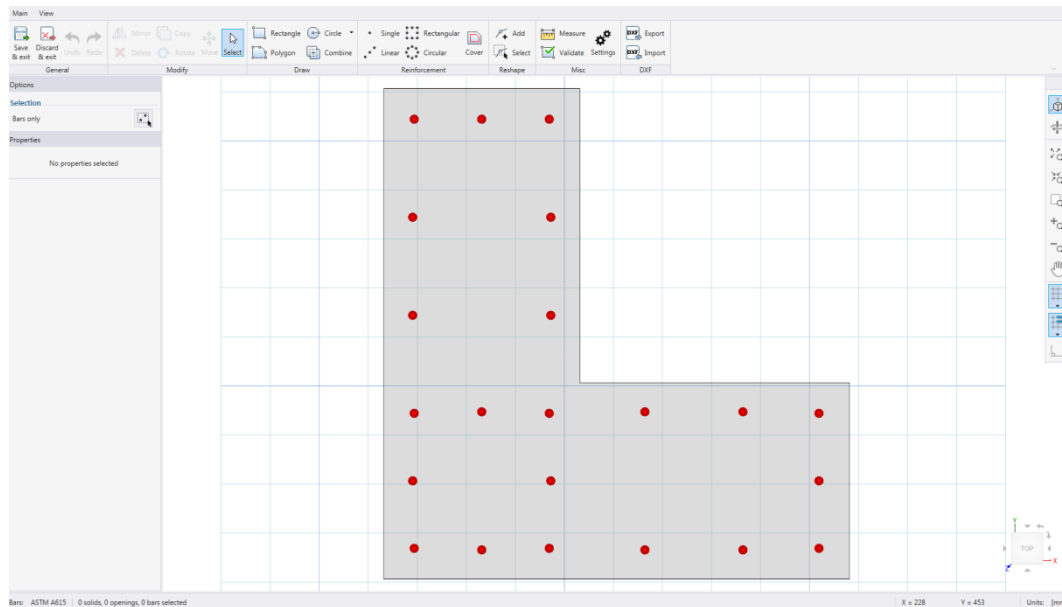 Main View
Save & exit
Discard & exit
Undo
Redo
General
Mirror
Copy
Delete
Rotate
Move
Select
Modify
Rectangle
Circle
Polygon
Combine
Draw
Single
Rectangular
Linear
Circular
Cover
Reinforcement
Add
Select
Reshape
Measure
Validate
Settings
Misc
DXF Export
DXF Import
DXF
Options
Selection
Bars only
Properties
No properties selected
Y
TOP
X
Z
Bars: ASTM A615 0 solids, 0 openings, 0 bars selected
X = 228 Y = 453 Units: